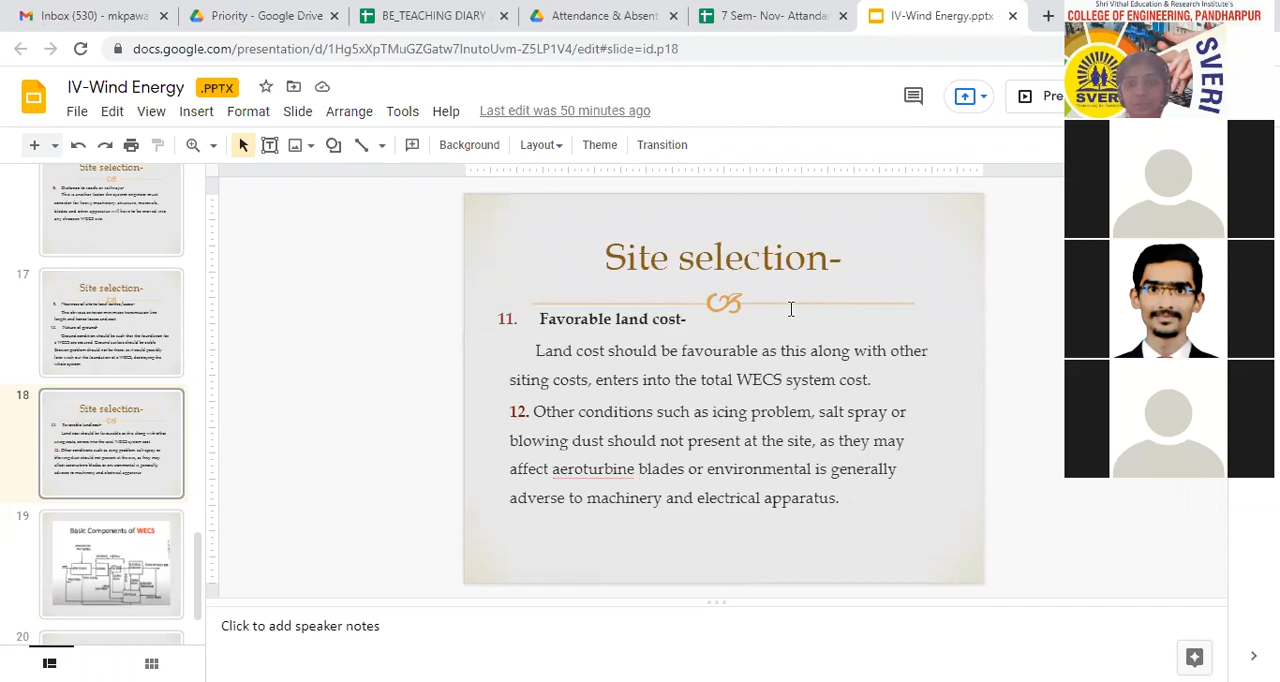 Inbox (530) - mkpawa
Priority - Google Drive
BE_TEACHING DIARY
Attendance & Absent
7 Sem- Nov- Attandan
IV-Wind Energy.pptx -
Shri Vithal Education & Research Institute's
COLLEGE OF ENGINEERING, PANDHARPUR
docs.google.com/presentation/d/1Hg5xXpTMuGZGatw7InutoUvm-Z5LP1V4/edit#slide=id.p18
SVERI
SVERI
IV-Wind Energy .PPTX
File Edit View Insert Format Slide Arrange Tools Help Last edit was 50 minutes ago
Pre
Background Layout Theme Transition
Site selection-
17
Site selection-
18
Site selection-
19
Basic Components of WECS
20
Site selection-
11. Favorable land cost-
Land cost should be favourable as this along with other
siting costs, enters into the total WECS system cost.
12. Other conditions such as icing problem, salt spray or
blowing dust should not present at the site, as they may
affect aeroturbine blades or environmental is generally
adverse to machinery and electrical apparatus.
Click to add speaker notes